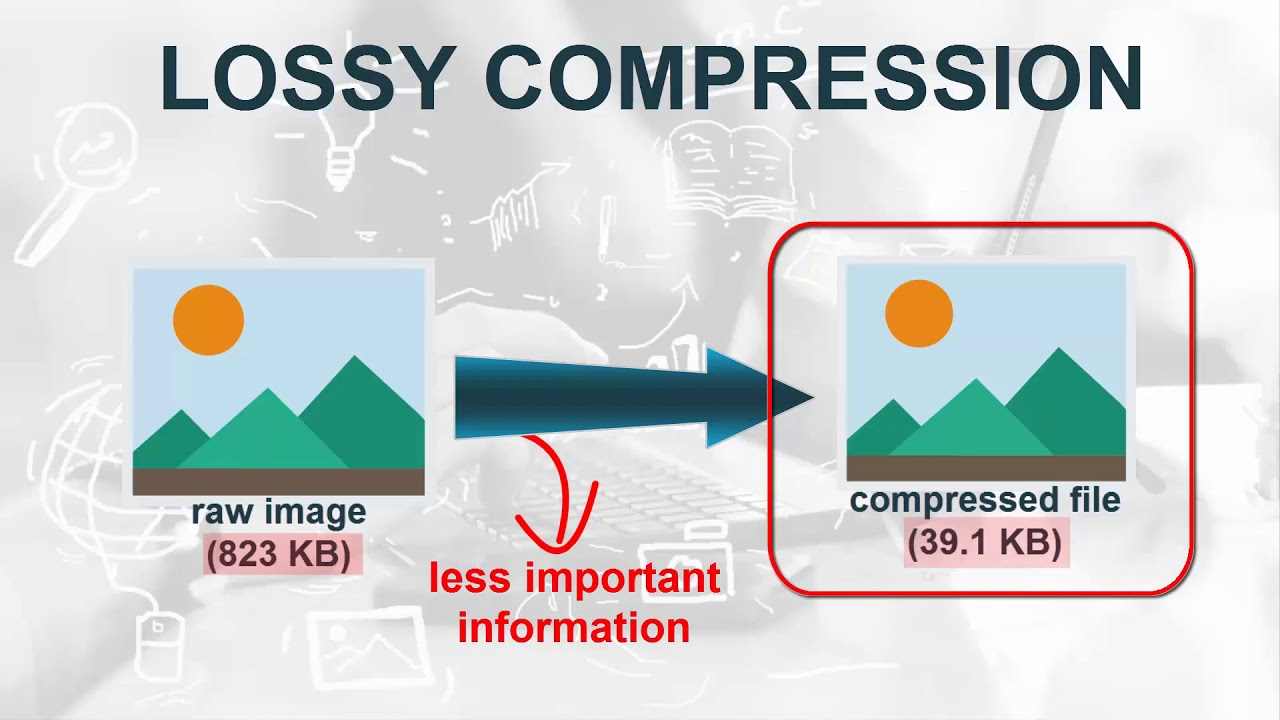 LOSSY COMPRESSION
raw image
(823 KB)
less important
information
compressed file
(39.1 KB)